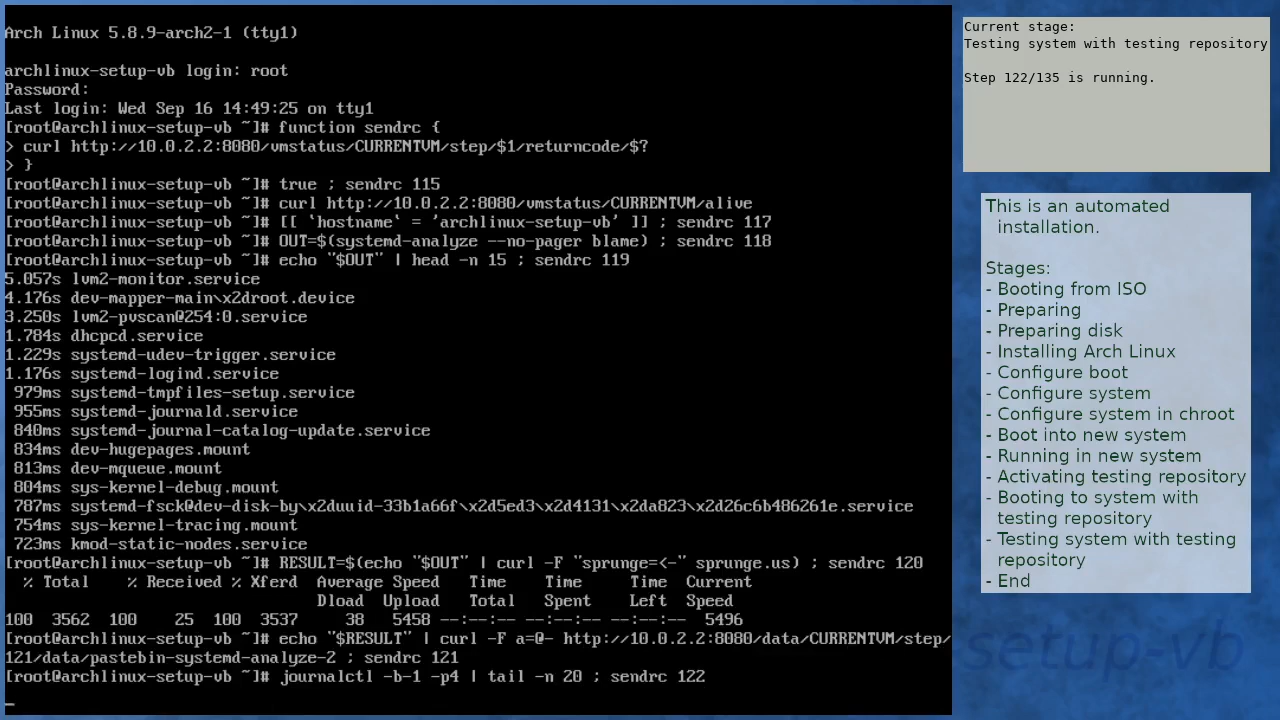 Arch Linux 5.8.9-arch2-1 (tty1)
archlinux-setup-vb login: root
Password:
Last login: Wed Sep 16 14:49:25 on tty1
[root@archlinux-setup-vb ~]# function sendrc {
> curl http://10.0.2.2:8080/vmstatus/CURRENTVM/step/$1/returncode/$?
> }
[root@archlinux-setup-vb ~]# true ; sendrc 115
[root@archlinux-setup-vb ~]# curl http://10.0.2.2:8080/vmstatus/CURRENTVM/alive
[root@archlinux-setup-vb ~]# [[ `hostname` = 'archlinux-setup-vb' ]] ; sendrc 117
[root@archlinux-setup-vb ~]# OUT=$(systemd-analyze --no-pager blame) ; sendrc 118
[root@archlinux-setup-vb ~]# echo "$OUT" | head -n 15 ; sendrc 119
5.057s lvm2-monitor.service
4.176s dev-mapper-main\x2droot.device
3.250s lvm2-pvscan@254:0.service
1.784s dhcpcd.service
1.229s systemd-udev-trigger.service
1.176s systemd-logind.service
979ms systemd-tmpfiles-setup.service
955ms systemd-journald.service
840ms systemd-journal-catalog-update.service
834ms dev-hugepages.mount
813ms dev-mqueue.mount
804ms sys-kernel-debug.mount
787ms systemd-fsck@dev-disk-by\x2duuid-33b1a66f\x2d5ed3\x2d4131\x2da823\x2d26c6b486261e.service
754ms sys-kernel-tracing.mount
723ms kmod-static-nodes.service
[root@archlinux-setup-vb ~]# RESULT=$(echo "$OUT" | curl -F "sprunge=<-" sprunge.us) ; sendrc 120
% Total    % Received % Xferd  Average Speed   Time    Time     Time  Current
Dload  Upload   Total   Spent    Left  Speed
100  3562  100    25  100  3537     38   5458 --:--:-- --:--:-- --:--:--  5496
[root@archlinux-setup-vb ~]# echo "$RESULT" | curl -F a=@- http://10.0.2.2:8080/data/CURRENTVM/step/
121/data/pastebin-systemd-analyze-2 ; sendrc 121
[root@archlinux-setup-vb ~]# journalctl -b-1 -p4 | tail -n 20 ; sendrc 122
Current stage:
Testing system with testing repository
Step 122/135 is running.
This is an automated
installation.
Stages:
- Booting from ISO
- Preparing
- Preparing disk
- Installing Arch Linux
- Configure boot
- Configure system
- Configure system in chroot
- Boot into new system
- Running in new system
- Activating testing repository
- Booting to system with
testing repository
- Testing system with testing
repository
- End
setup-vb